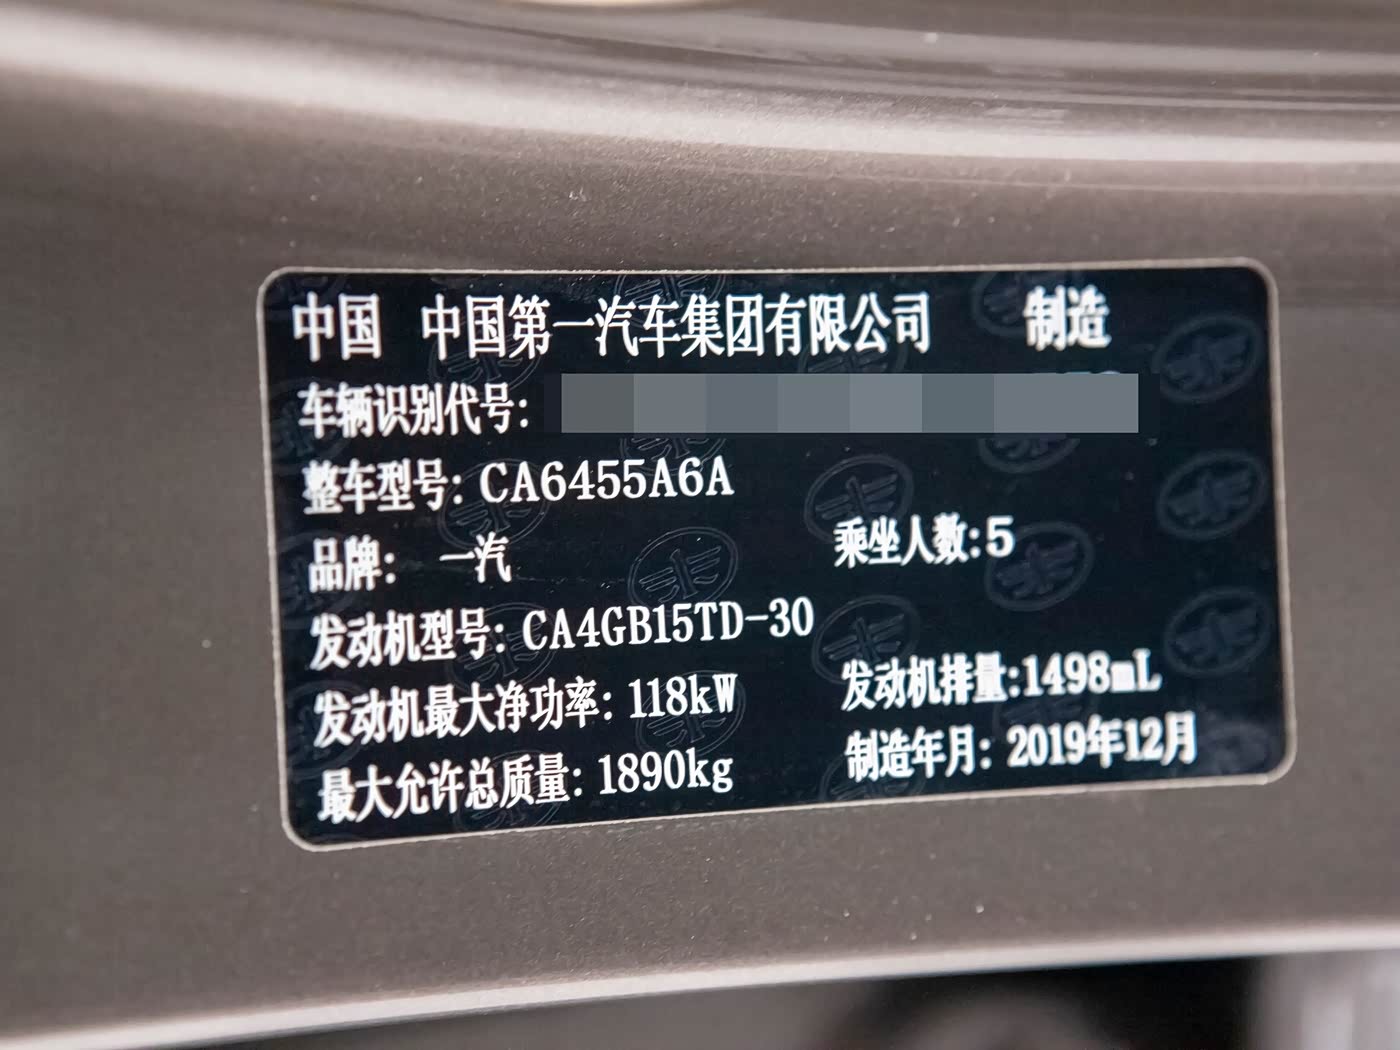 中国 中国第一汽车集团有限公司 制造
车辆识别代号:
整车型号: CA6455A6A
品牌: 一汽 乘坐人数:5
发动机型号: CA4GB15TD-30
发动机最大净功率: 118kW 发动机排量:1498mL
最大允许总质量: 1890kg 制造年月: 2019年12月